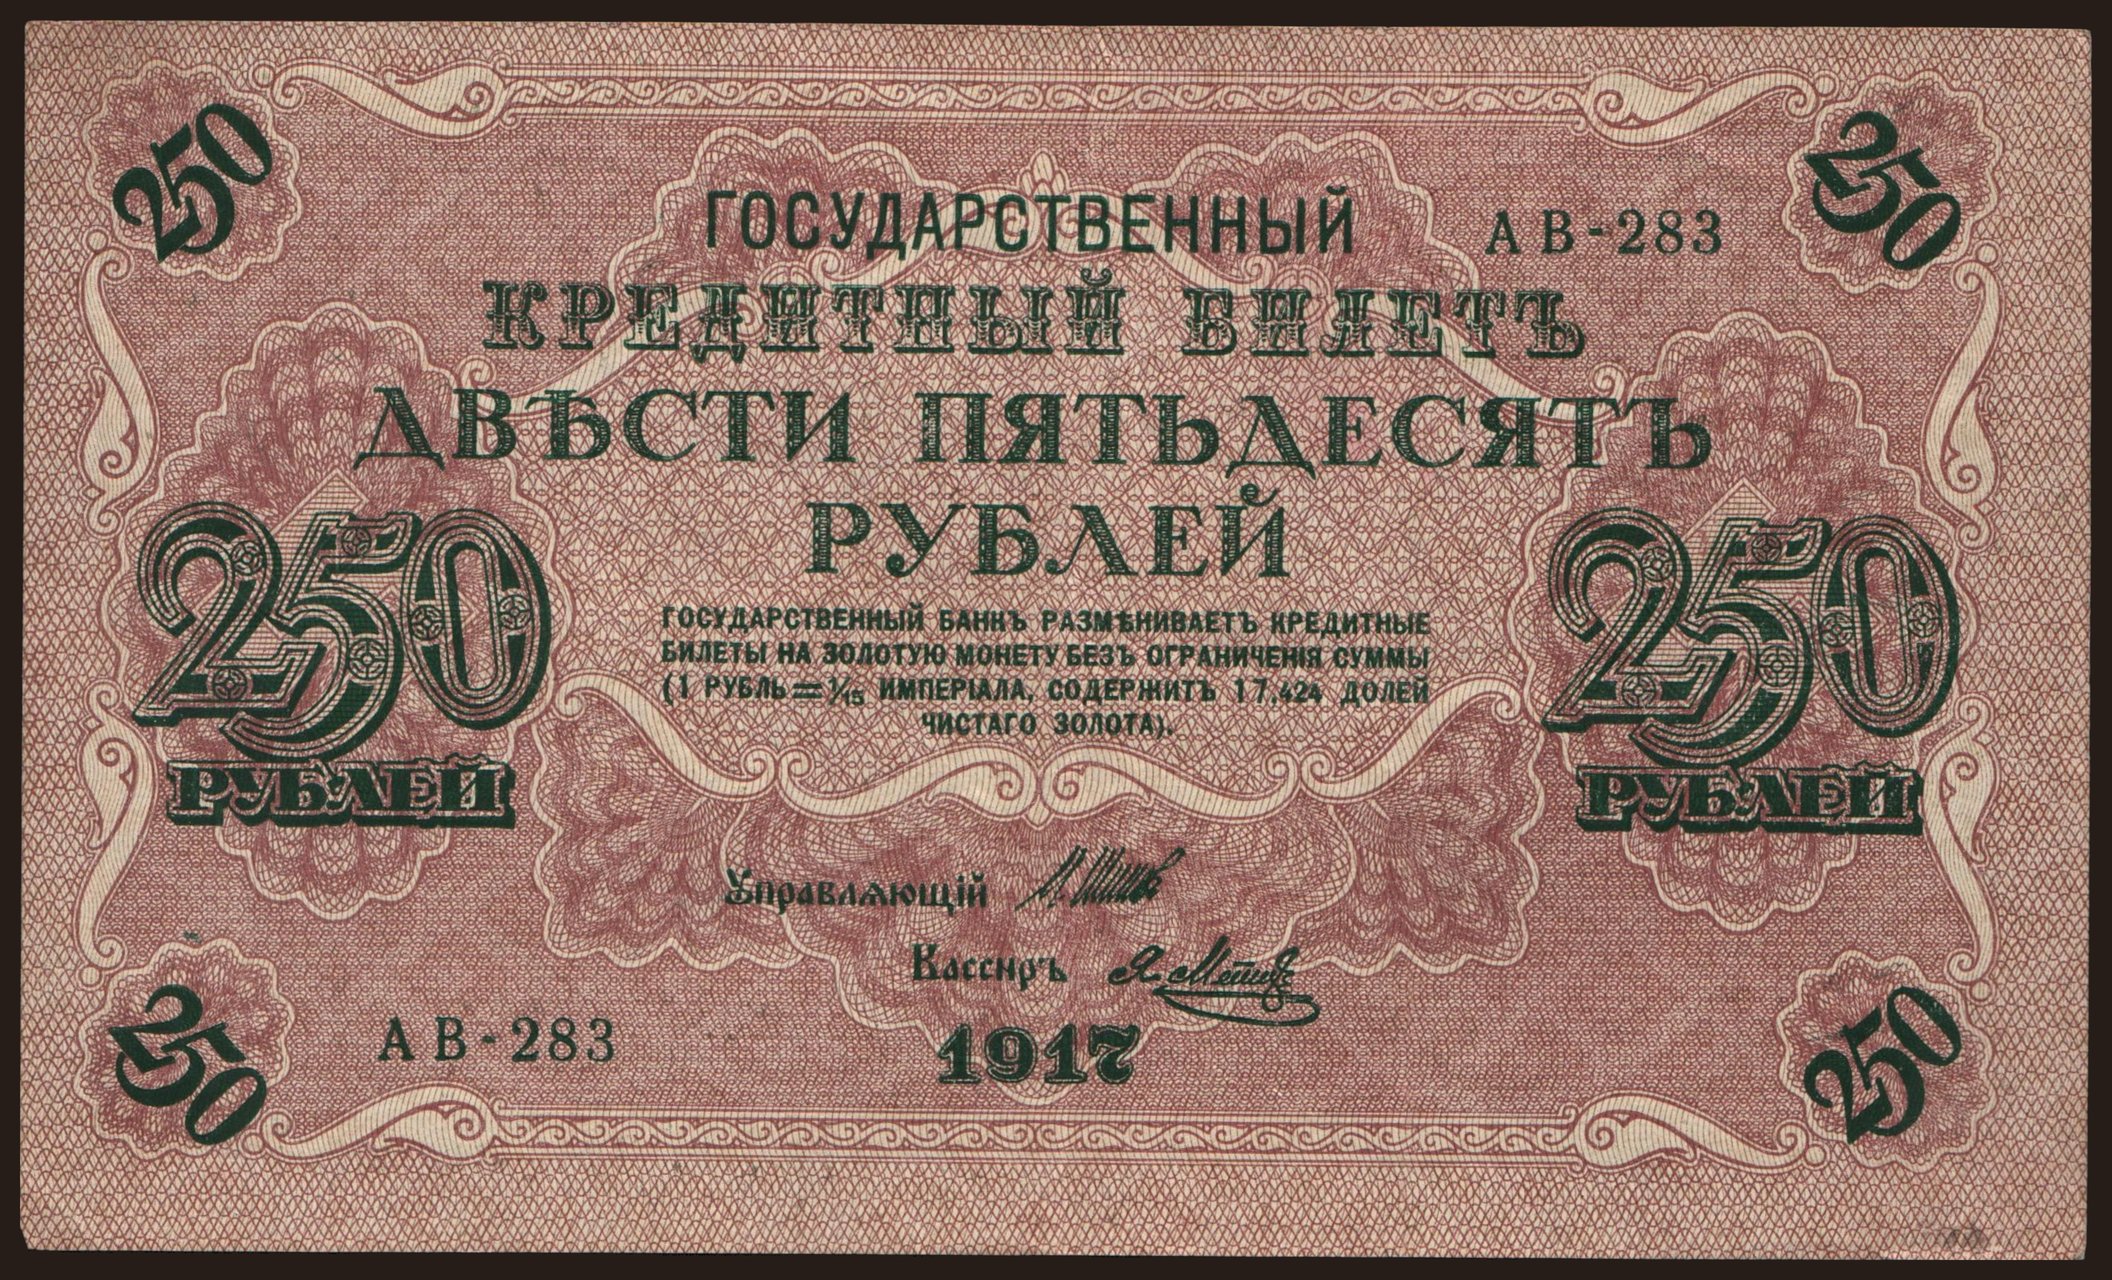 250
250
ГОСУДАРСТВЕННЫЙ
АВ-283
КРЕДИТНЫЙ БИЛЕТЪ
ДВѢСТИ ПЯТЬДЕСЯТЪ
РУБЛЕЙ
250
РУБЛЕЙ
250
РУБЛЕЙ
ГОСУДАРСТВЕННЫЙ БАНКЪ РАЗМѢНИВАЕТЪ КРЕДИТНЫЕ
БИЛЕТЫ НА ЗОЛОТУЮ МОНЕТУ БЕЗЪ ОГРАНИЧЕНІЯ СУММЫ
(1 РУБЛЬ = 1/15 ИМПЕРІАЛА, СОДЕРЖИТЪ 17,424 ДОЛЕЙ
ЧИСТАГО ЗОЛОТА).
Управляющій
Кассиръ
АВ-283
1917
250
250